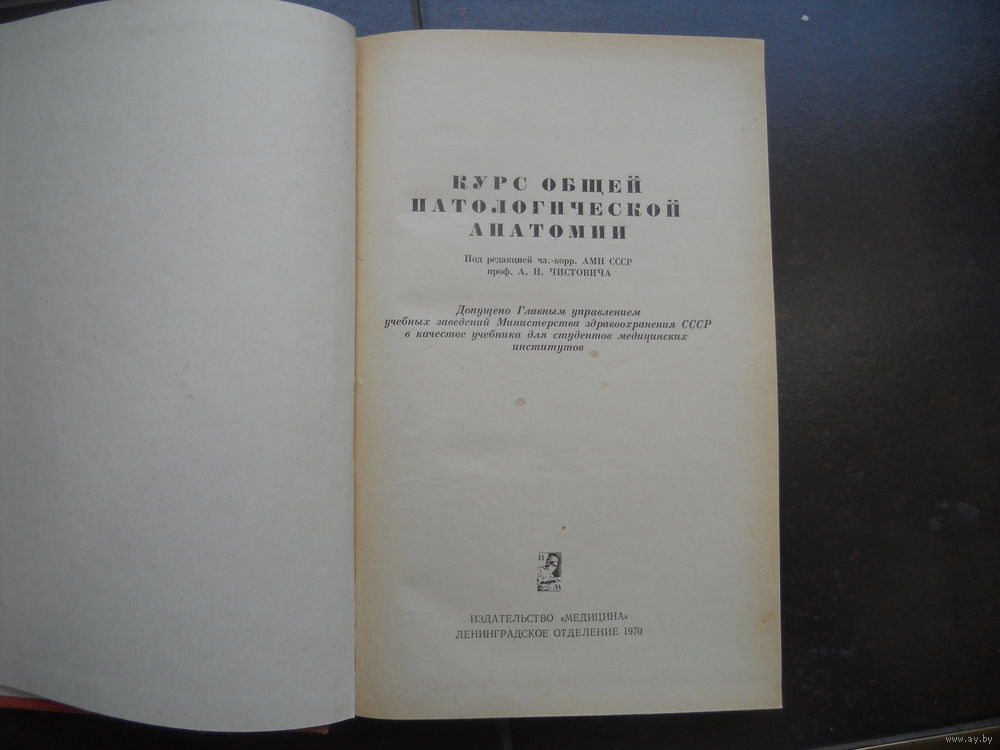 КУРС ОБЩЕЙ
ПАТОЛОГИЧЕСКОЙ
АНАТОМИИ
Под редакцией чл.-корр. АМН СССР
проф. А. Н. ЧИСТОВИЧА
Допущено Главным управлением
учебных заведений Министерства здравоохранения СССР
в качестве учебника для студентов медицинских
институтов
И
М
ИЗДАТЕЛЬСТВО «МЕДИЦИНА»
ЛЕНИНГРАДСКОЕ ОТДЕЛЕНИЕ 1970
www.ay.by